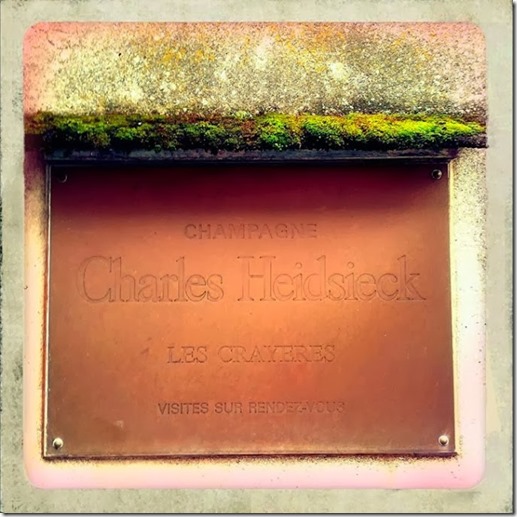 CHAMPAGNE
Charles Heidsieck
LES CRAYERES
VISITES SUR RENDEZ-VOUS